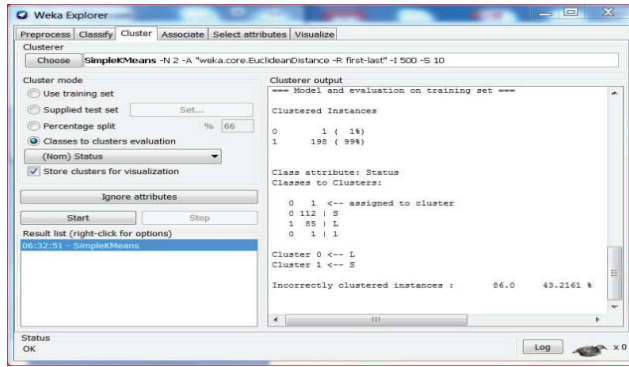 Weka Explorer
Preprocess Classify Cluster Associate Select attributes Visualize
Clusterer
Choose SimpleKMeans -N 2 -A "weka.core.EuclideanDistance -R first-last" -I 500 -S 10
Cluster mode
Use training set
Supplied test set Set...
Percentage split % 66
Classes to clusters evaluation
(Nom) Status
Store clusters for visualization
Ignore attributes
Start Stop
Result list (right-click for options)
06:32:51 - SimpleKMeans
Clusterer output
=== Model and evaluation on training set ===
Clustered Instances
0 1 ( 1%)
1 198 ( 99%)
Class attribute: Status
Classes to Clusters:
0 1 <-- assigned to cluster
0 112 | S
1 85 | L
0 1 | l
Cluster 0 <-- L
Cluster 1 <-- S
Incorrectly clustered instances : 86.0 43.2161 %
Status
OK
Log x 0